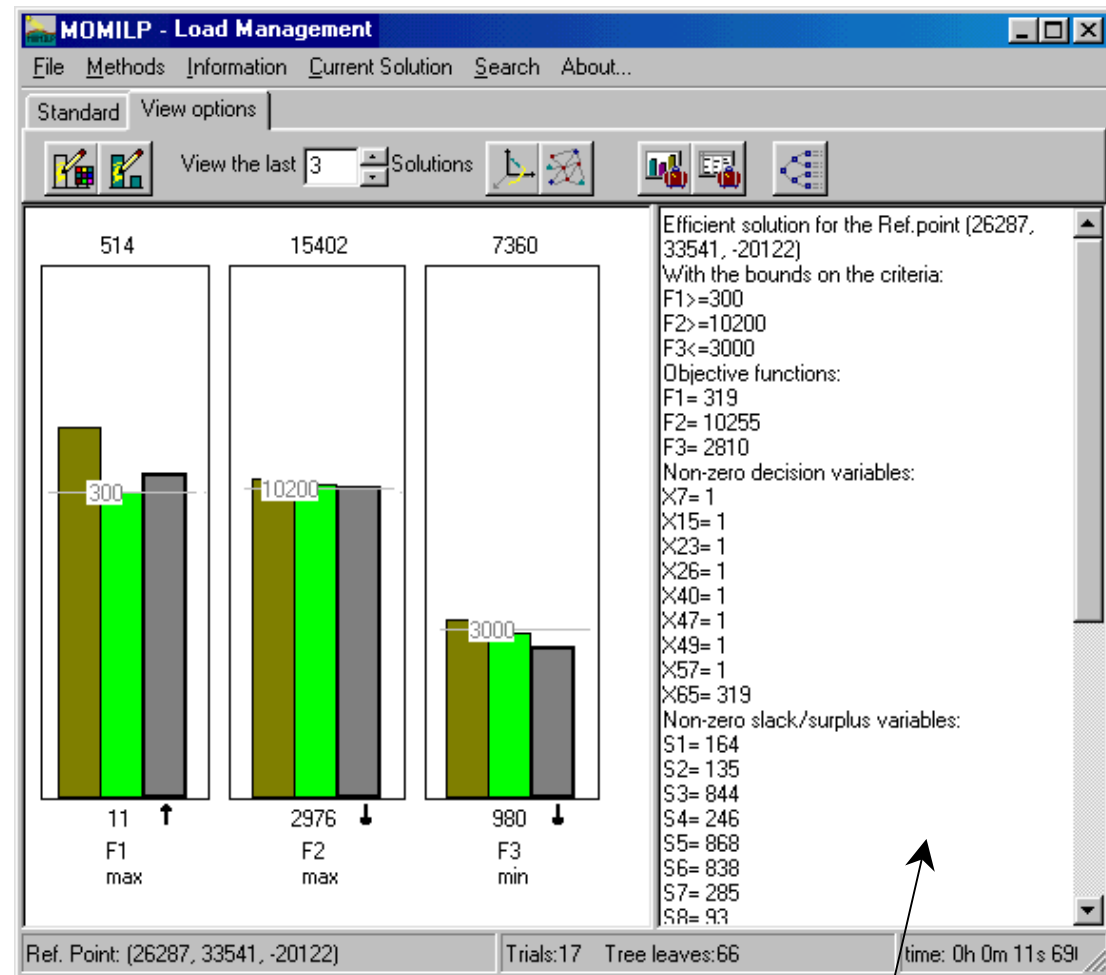 MOMILP - Load Management
File Methods Information Current Solution Search About...
Standard View options
View the last 3 Solutions
514 15402 7360
300 10200 3000
11 2976 980
F1 F2 F3
max max min
Efficient solution for the Ref.point (26287,
33541, -20122)
With the bounds on the criteria:
F1>=300
F2>=10200
F3<=3000
Objective functions:
F1= 319
F2= 10255
F3= 2810
Non-zero decision variables:
X7= 1
X15= 1
X23= 1
X26= 1
X40= 1
X47= 1
X49= 1
X57= 1
X65= 319
Non-zero slack/surplus variables:
S1= 164
S2= 135
S3= 844
S4= 246
S5= 868
S6= 838
S7= 285
S8= 93
Ref. Point: (26287, 33541, -20122) Trials:17 Tree leaves:66 time: 0h 0m 11s